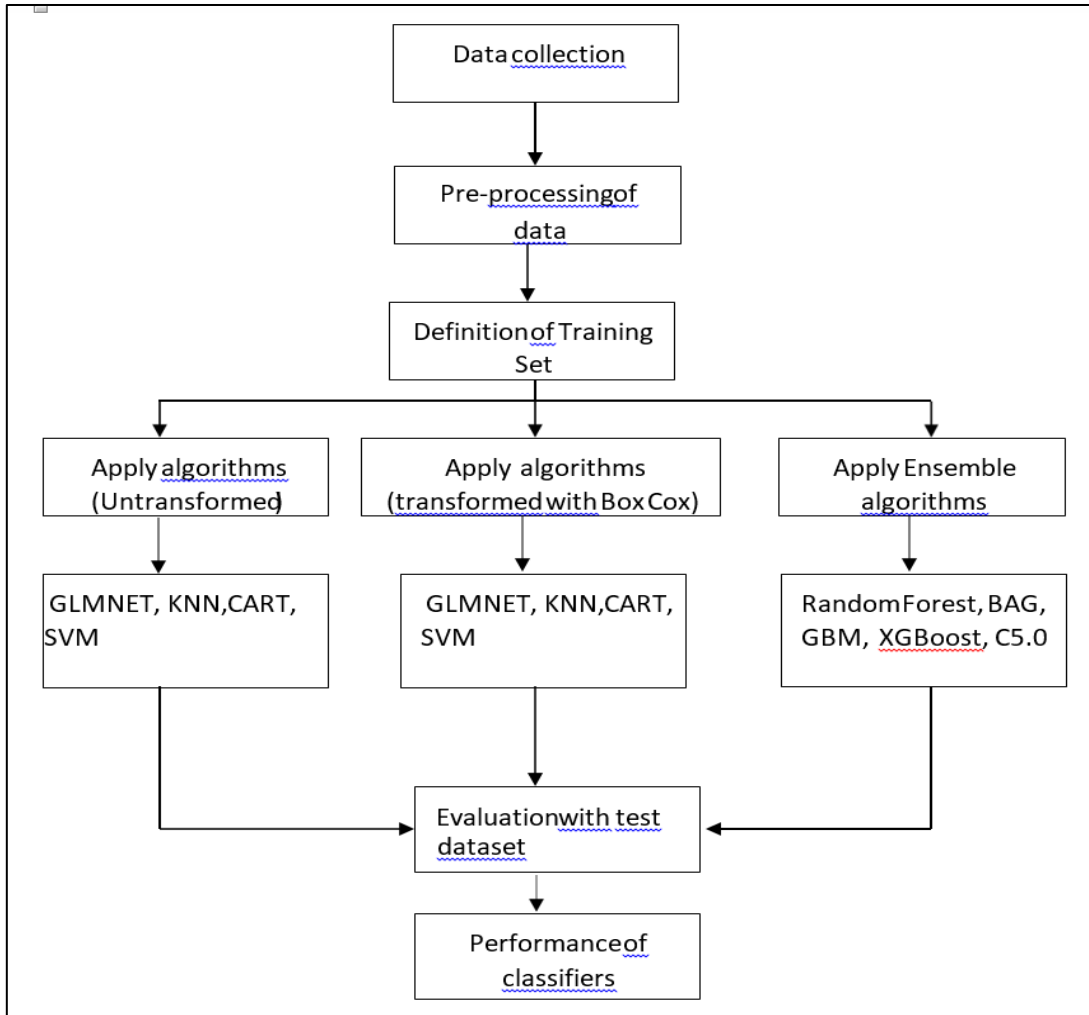 Data collection
Pre-processing of
data
Definition of Training
Set
Apply algorithms
(Untransformed)
Apply algorithms
(transformed with Box Cox)
Apply Ensemble
algorithms
GLMNET, KNN,CART,
SVM
GLMNET, KNN,CART,
SVM
Random Forest, BAG,
GBM, XGBoost, C5.0
Evaluation with test
dataset
Performance of
classifiers